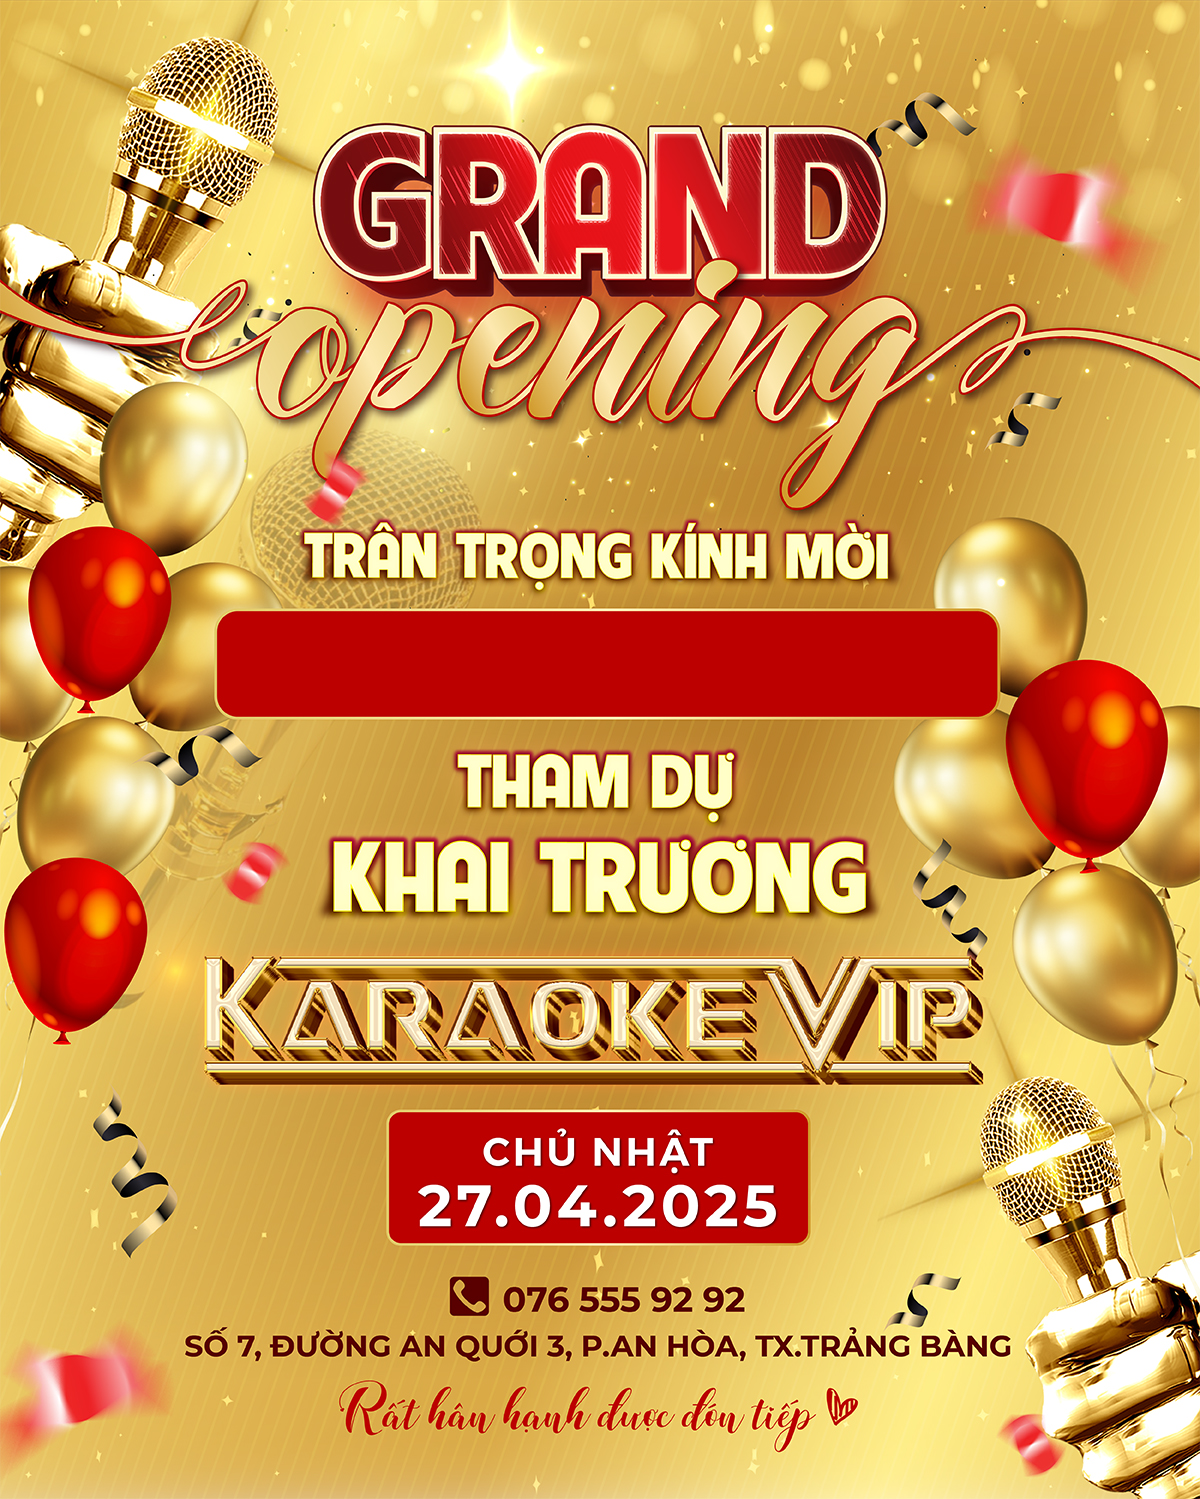 GRAND
opening
TRÂN TRỌNG KÍNH MỜI
THAM DỰ
KHAI TRƯƠNG
KARAOKE VIP
CHỦ NHẬT
27.04.2025
076 555 92 92
SỐ 7, ĐƯỜNG AN QUỚI 3, P.AN HÒA, TX.TRẢNG BÀNG
Rất hân hạnh được đón tiếp